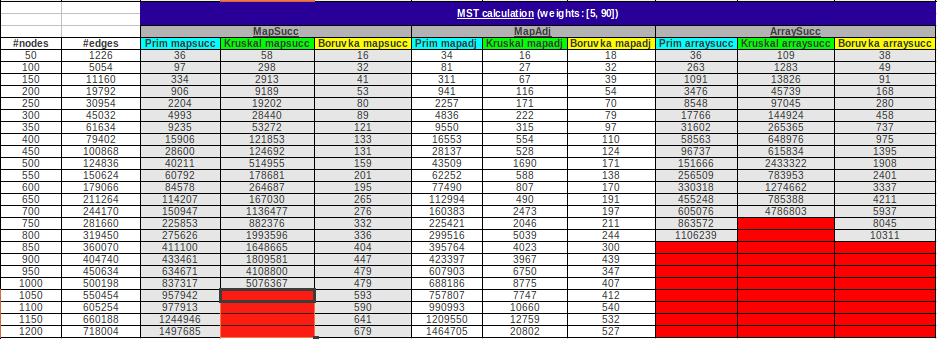 MST calculation (weights: [5, 90])
MapSucc MapAdj ArraySucc
#nodes #edges Prim mapsucc Kruskal mapsucc Boruvka mapsucc Prim mapadj Kruskal mapadj Boruvka mapadj Prim arraysucc Kruskal arraysucc Boruvka arraysucc
50 1226 36 58 16 34 16 18 36 109 38
100 5054 97 298 32 81 27 32 263 1283 49
150 11160 334 2913 41 311 67 39 1091 13826 91
200 19792 906 9189 53 941 116 54 3476 45739 168
250 30954 2204 19202 80 2257 171 70 8548 97045 280
300 45032 4993 28440 89 4836 222 79 17766 144924 458
350 61634 9235 53272 121 9550 315 97 31602 265365 737
400 79402 15906 121853 133 16553 554 110 58563 648976 975
450 100868 28600 124692 131 28137 528 124 96737 615834 1395
500 124836 40211 514955 159 43509 1690 171 151666 2433322 1908
550 150624 60792 178681 201 62252 588 138 256509 783953 2401
600 179066 84578 264687 195 77490 807 170 330318 1274662 3337
650 211264 114207 167030 265 112994 490 191 455248 785388 4211
700 244170 150947 1136477 276 160383 2473 197 605076 4786803 5937
750 281660 225853 882376 332 225421 2046 211 863572 8045
800 319450 275626 1993596 336 299516 5039 244 1106239 10311
850 360070 411100 1648665 404 395764 4023 300
900 404740 433461 1809581 447 423397 3967 439
950 450634 634671 4108800 479 607903 6750 347
1000 500198 837317 5076367 479 688186 8775 407
1050 550454 957942 593 757807 7747 412
1100 605254 977913 590 990993 10660 540
1150 660188 1244946 641 1209550 12759 532
1200 718004 1497685 679 1464705 20802 527